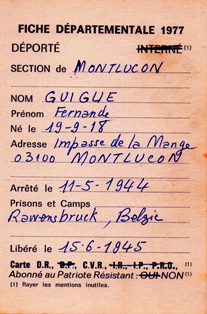 FICHE DÉPARTEMENTALE 1977
DÉPORTÉ INTERNÉ (1)
SECTION de MONTLUCON
NOM GUIGUE
Prénom Fernande
Né le 19-9-18
Adresse Impasse de la Mange
03100 MONTLUCON
Arrêté le 11-5-1944
Prisons et Camps
Rawensbruck, Belzic
Libéré le 15-6-1945
Carte D.R., D.P., C.V.R., I.R., I.P., P.R.O., (1)
Abonné au Patriote Résistant : OUI NON (1)
(1) Rayer les mentions inutiles.